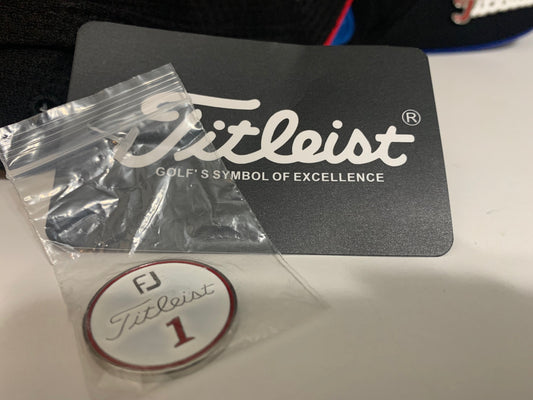 Titleist®
GOLF'S SYMBOL OF EXCELLENCE
FJ
Titleist
1